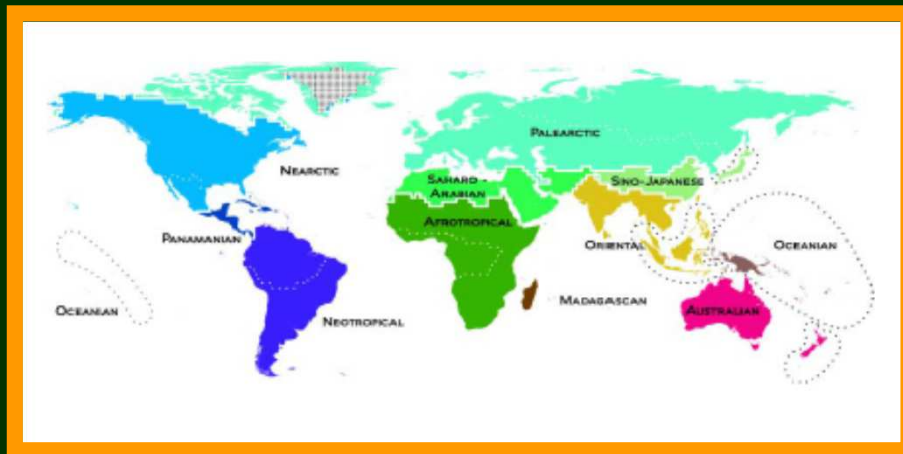 PALEARCTIC
NEARCTIC
SAHARO -
ARABIAN
SINO-JAPANESE
AFROTROPICAL
PANAMANIAN
ORIENTAL
OCEANIAN
MADAGASCAN
OCEANIAN
AUSTRALIAN
NEOTROPICAL